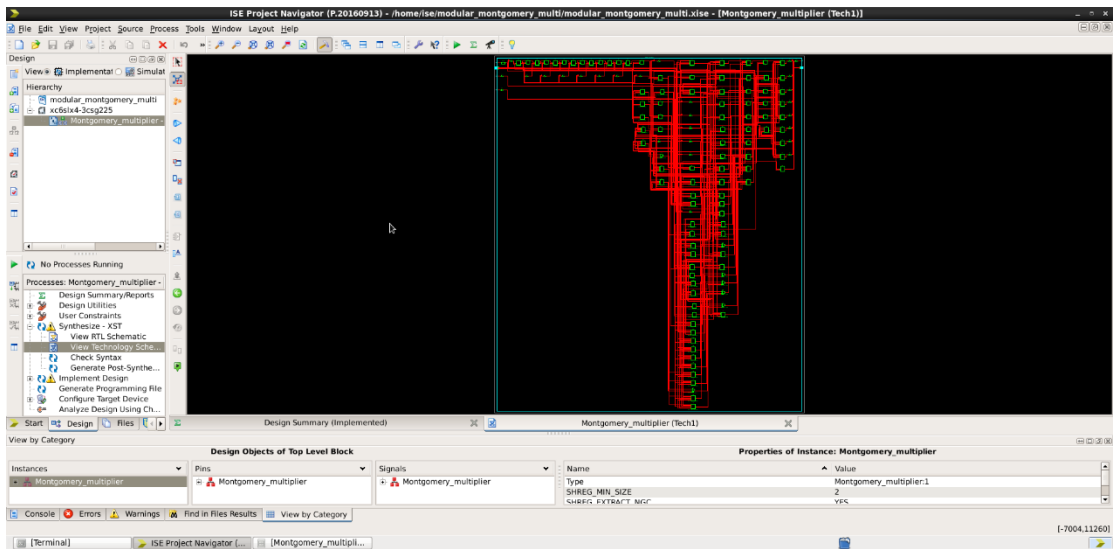 ISE Project Navigator (P.20160913) - /home/ise/modular_montgomery_multi/modular_montgomery_multi.xise - [Montgomery_multiplier (Tech1)]
File Edit View Project Source Process Tools Window Layout Help
Design
View: Implementat Simulat
Hierarchy
modular_montgomery_multi
xc6slx4-3csg225
Montgomery_multiplier -
No Processes Running
Processes: Montgomery_multiplier -
Design Summary/Reports
Design Utilities
User Constraints
Synthesize - XST
View RTL Schematic
View Technology Sche...
Check Syntax
Generate Post-Synthe...
Implement Design
Generate Programming File
Configure Target Device
Analyze Design Using Ch...
Start Design Files Design Summary (Implemented) Montgomery_multiplier (Tech1)
View by Category
Design Objects of Top Level Block Properties of Instance: Montgomery_multiplier
Instances Pins Signals Name Value
Montgomery_multiplier Montgomery_multiplier Montgomery_multiplier Type Montgomery_multiplier:1
SHREG_MIN_SIZE 2
SHREG_EXTRACT_NGC YES
Console Errors Warnings Find in Files Results View by Category
[-7004,11260]
[Terminal] ISE Project Navigator (... [Montgomery_multipli...